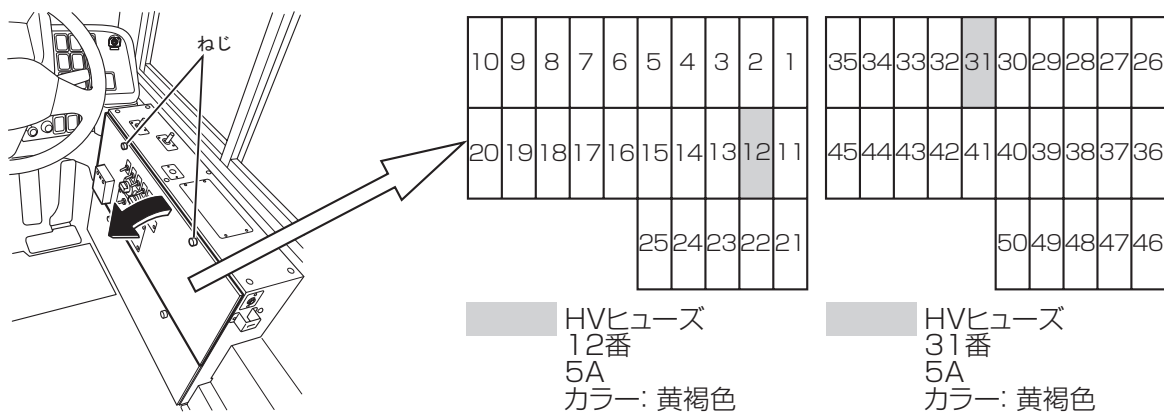 ねじ
10 9 8 7 6 5 4 3 2 1
20 19 18 17 16 15 14 13 12 11
25 24 23 22 21
HVヒューズ
12番
5A
カラー: 黄褐色
35 34 33 32 31 30 29 28 27 26
45 44 43 42 41 40 39 38 37 36
50 49 48 47 46
HVヒューズ
31番
5A
カラー: 黄褐色